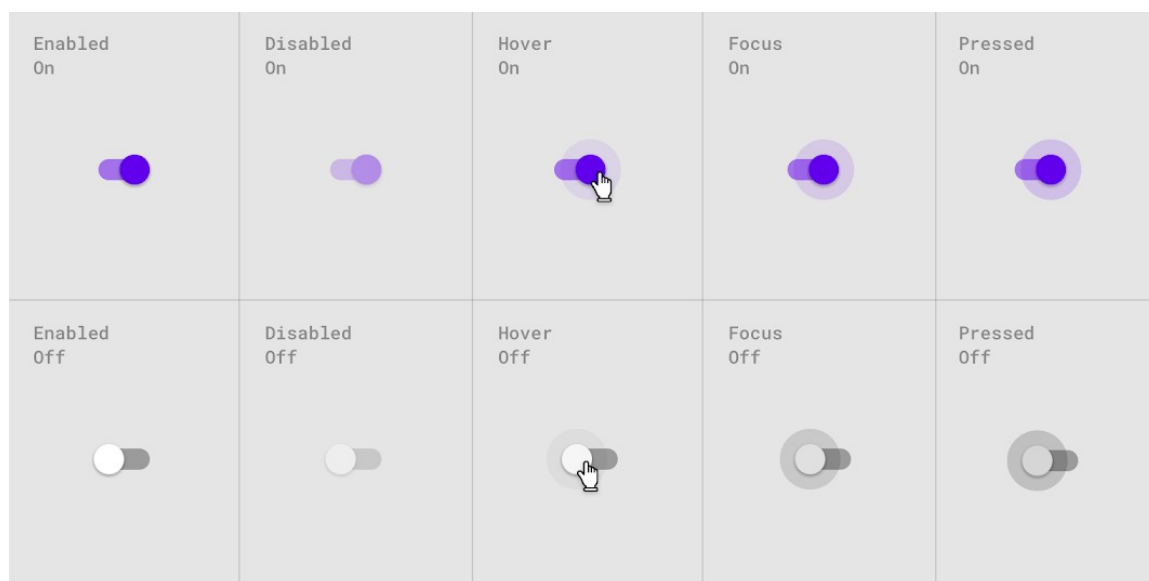 Enabled
On
Disabled
On
Hover
On
Focus
On
Pressed
On
Enabled
Off
Disabled
Off
Hover
Off
Focus
Off
Pressed
Off